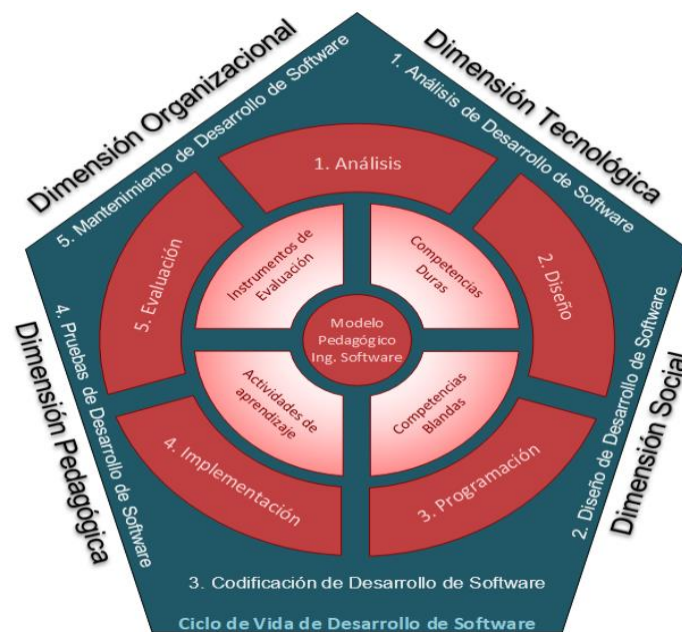 Dimensión Organizacional
Dimensión Tecnológica
5. Mantenimiento de Desarrollo de Software
1. Análisis de Desarrollo de Software
1. Análisis
2. Diseño
5. Evaluación
Instrumentos de
Evaluación
Competencias
Duras
Modelo
Pedagógico
Ing. Software
Actividades de
aprendizaje
Competencias
Blandas
4. Implementación
3. Programación
4. Pruebas de Desarrollo de Software
2. Diseño de Desarrollo de Software
Dimensión Pedagógica
Dimensión Social
3. Codificación de Desarrollo de Software
Ciclo de Vida de Desarrollo de Software